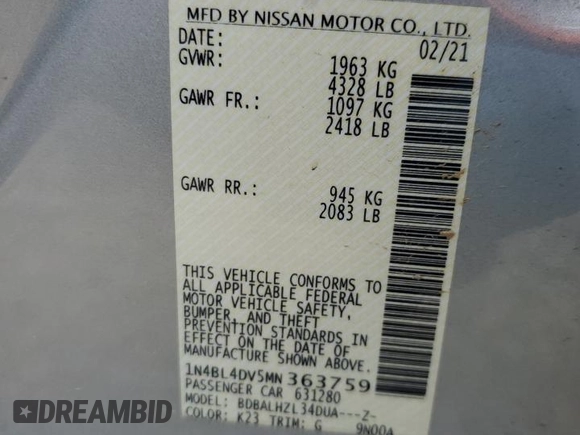 MFD BY NISSAN MOTOR CO., LTD.
DATE: 02/21
GVWR: 1963 KG
4328 LB
GAWR FR.: 1097 KG
2418 LB
GAWR RR.: 945 KG
2083 LB
THIS VEHICLE CONFORMS TO
ALL APPLICABLE FEDERAL
MOTOR VEHICLE SAFETY,
BUMPER, AND THEFT
PREVENTION STANDARDS IN
EFFECT ON THE DATE OF
MANUFACTURE SHOWN ABOVE.
1N4BL4DV5MN363759
PASSENGER CAR 631280
MODEL: BDBALHZL34DUA---Z-
COLOR: K23 TRIM: G 9N00A
DREAMBID